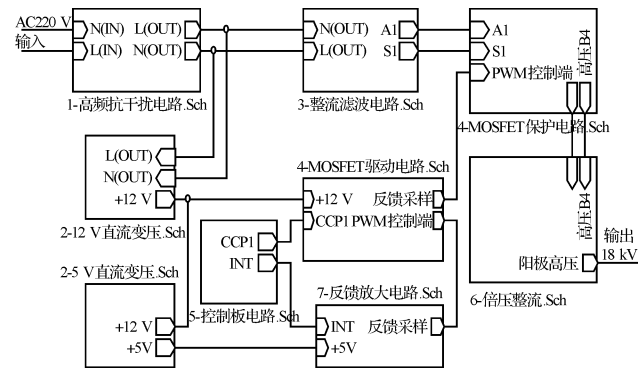 AC220 V
输入
N(IN) L(OUT)
L(IN) N(OUT)
1-高频抗干扰电路.Sch
N(OUT) A1
L(OUT) S1
3-整流滤波电路.Sch
A1
S1
PWM控制端
高压B4
4-MOSFET保护电路.Sch
L(OUT)
N(OUT)
+12 V
2-12 V直流变压.Sch
4-MOSFET驱动电路.Sch
+12 V 反馈采样
CCP1 PWM控制端
CCP1
INT
5-控制板电路.Sch
高压B4
阳极高压
输出
18 kV
6-倍压整流.Sch
2-5 V直流变压.Sch
+12 V
+5V
7-反馈放大电路.Sch
INT 反馈采样
+5V